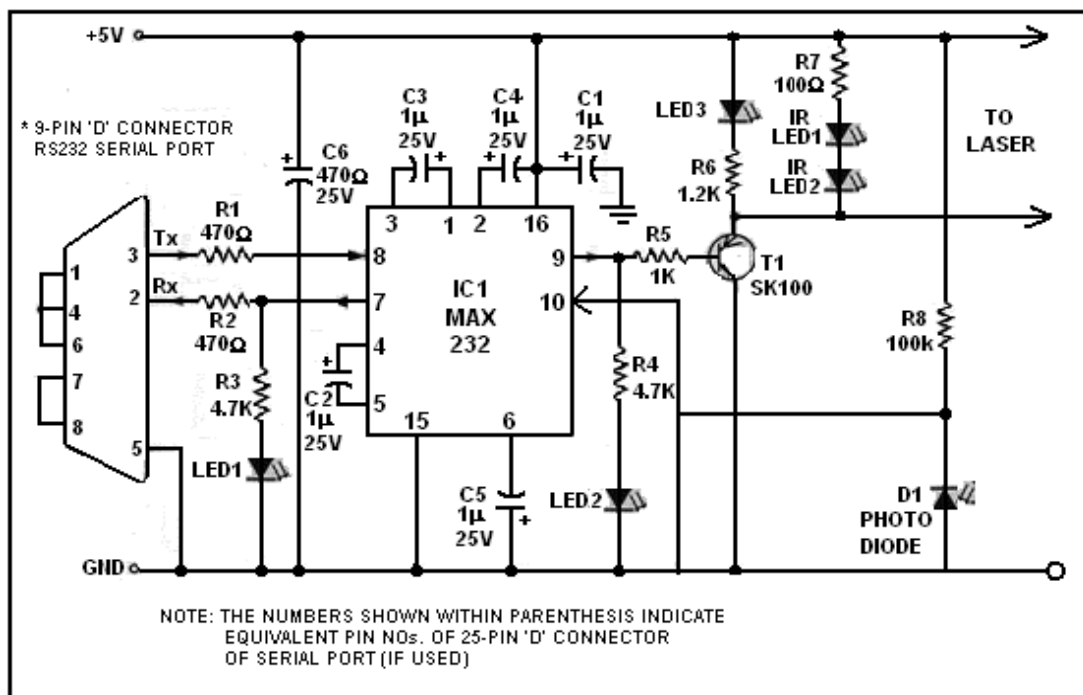 +5V
* 9-PIN 'D' CONNECTOR
RS232 SERIAL PORT
C6
470Ω
25V
C3
1µ
25V
C4
1µ
25V
C1
1µ
25V
LED3
R6
1.2K
R7
100Ω
IR
LED1
IR
LED2
TO
LASER
3
1
2
16
Tx
R1
470Ω
8
9
R5
1K
T1
SK100
3
1
Rx
2
R2
470Ω
7
IC1
MAX
232
10
4
6
7
8
5
R3
4.7K
LED1
4
5
C2
1µ
25V
15
6
R4
4.7K
R8
100k
C5
1µ
25V
LED2
D1
PHOTO
DIODE
GND
NOTE: THE NUMBERS SHOWN WITHIN PARENTHESIS INDICATE
EQUIVALENT PIN NOs. OF 25-PIN 'D' CONNECTOR
OF SERIAL PORT (IF USED)